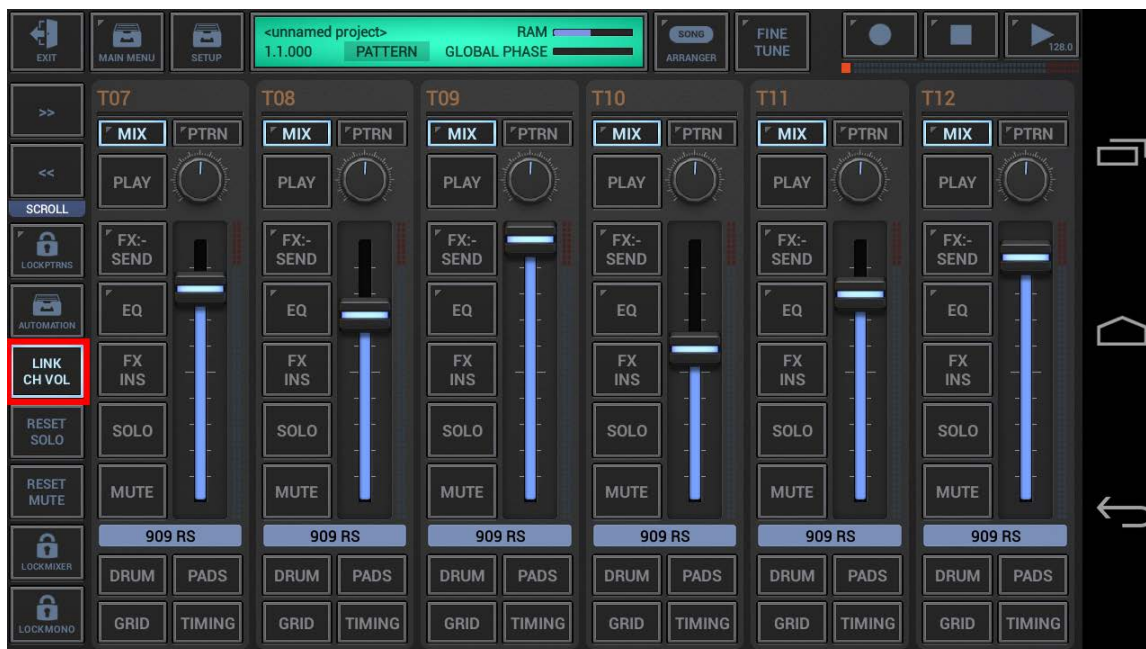 EXIT
MAIN MENU
SETUP
<unnamed project> RAM
1.1.000 PATTERN GLOBAL PHASE
SONG
ARRANGER
FINE
TUNE
128.0
>>
<<
SCROLL
LOCKPTRNS
AUTOMATION
LINK
CH VOL
RESET
SOLO
RESET
MUTE
LOCKMIXER
LOCKMONO
T07
MIX PTRN
PLAY
FX:-
SEND
EQ
FX
INS
SOLO
MUTE
909 RS
DRUM PADS
GRID TIMING
T08
MIX PTRN
PLAY
FX:-
SEND
EQ
FX
INS
SOLO
MUTE
909 RS
DRUM PADS
GRID TIMING
T09
MIX PTRN
PLAY
FX:-
SEND
EQ
FX
INS
SOLO
MUTE
909 RS
DRUM PADS
GRID TIMING
T10
MIX PTRN
PLAY
FX:-
SEND
EQ
FX
INS
SOLO
MUTE
909 RS
DRUM PADS
GRID TIMING
T11
MIX PTRN
PLAY
FX:-
SEND
EQ
FX
INS
SOLO
MUTE
909 RS
DRUM PADS
GRID TIMING
T12
MIX PTRN
PLAY
FX:-
SEND
EQ
FX
INS
SOLO
MUTE
909 RS
DRUM PADS
GRID TIMING